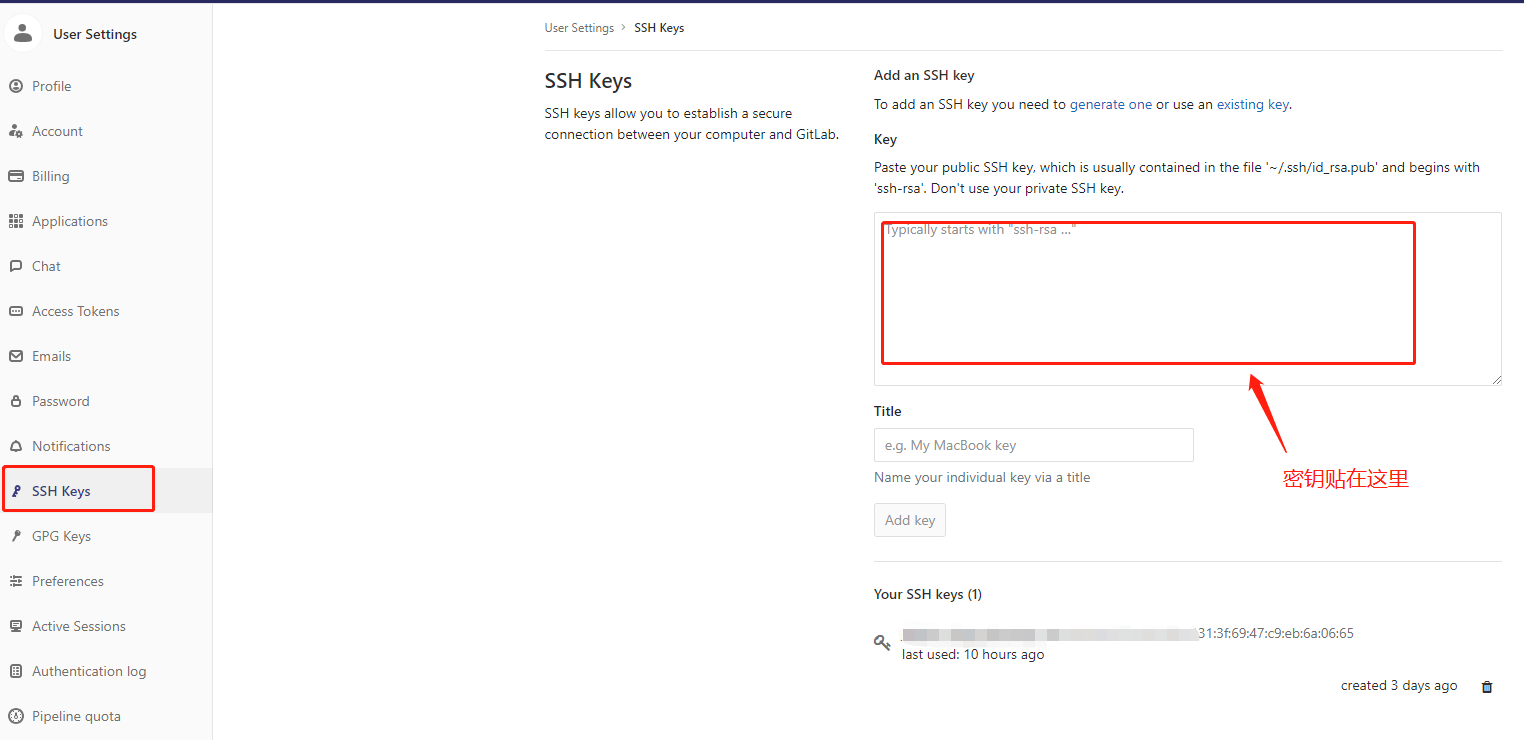 User Settings
Profile
Account
Billing
Applications
Chat
Access Tokens
Emails
Password
Notifications
SSH Keys
GPG Keys
Preferences
Active Sessions
Authentication log
Pipeline quota
User Settings › SSH Keys
SSH Keys
SSH keys allow you to establish a secure
connection between your computer and GitLab.
Add an SSH key
To add an SSH key you need to generate one or use an existing key.
Key
Paste your public SSH key, which is usually contained in the file '~/.ssh/id_rsa.pub' and begins with
'ssh-rsa'. Don't use your private SSH key.
Typically starts with "ssh-rsa ..."
密钥贴在这里
Title
e.g. My MacBook key
Name your individual key via a title
Add key
Your SSH keys (1)
31:3f:69:47:c9:eb:6a:06:65
last used: 10 hours ago
created 3 days ago